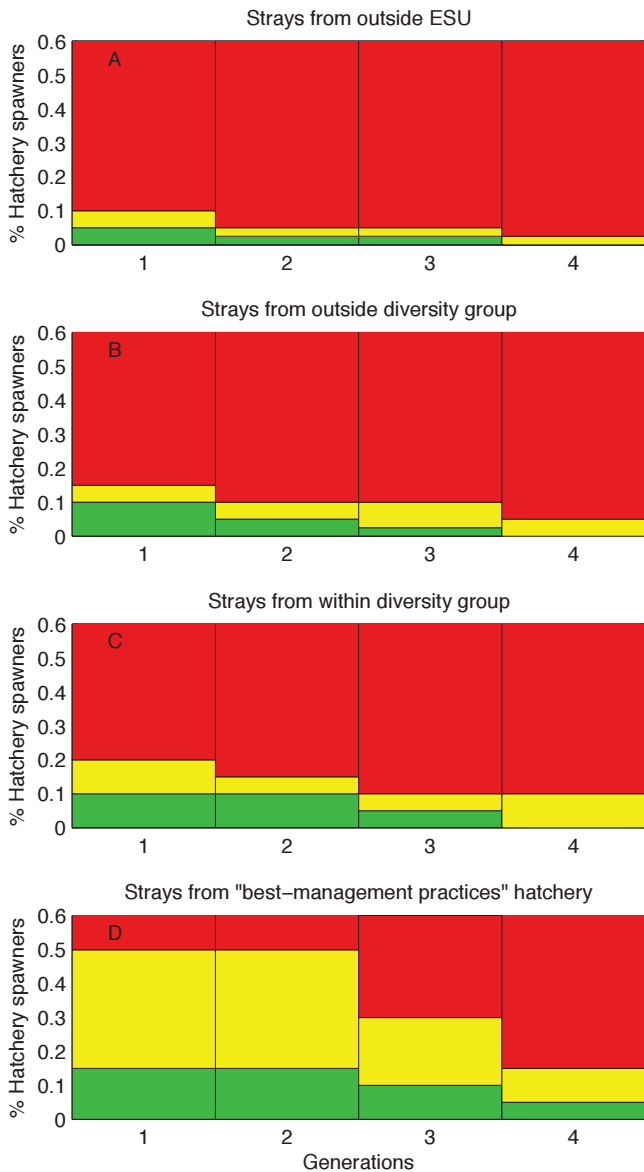 Strays from outside ESU
A
% Hatchery spawners
0.6
0.5
0.4
0.3
0.2
0.1
0
1 2 3 4
Strays from outside diversity group
B
% Hatchery spawners
0.6
0.5
0.4
0.3
0.2
0.1
0
1 2 3 4
Strays from within diversity group
C
% Hatchery spawners
0.6
0.5
0.4
0.3
0.2
0.1
0
1 2 3 4
Strays from "best−management practices" hatchery
D
% Hatchery spawners
0.6
0.5
0.4
0.3
0.2
0.1
0
1 2 3 4
Generations